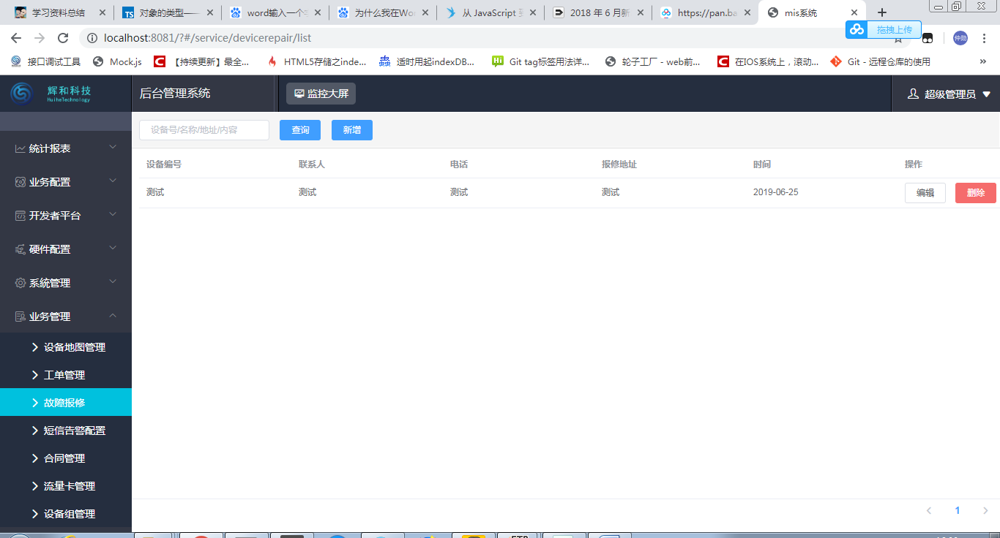 学习资料总结
对象的类型——
word输入一个字
为什么我在Wo
从 JavaScript 到
2018 年 6 月新
https://pan.ba
mis系统
localhost:8081/?#/service/devicerepair/list
拖拽上传
仲勋
接口调试工具
Mock.js
【持续更新】最全...
HTML5存储之inde...
适时用起indexDB...
Git tag标签用法详...
轮子工厂 - web前...
在IOS系统上，滚动...
Git - 远程仓库的使用
»
辉和科技
HuiheTechnology
后台管理系统
监控大屏
超级管理员
设备号/名称/地址/内容
查询
新增
统计报表
业务配置
开发者平台
硬件配置
系统管理
业务管理
设备地图管理
工单管理
故障报修
短信告警配置
合同管理
流量卡管理
设备组管理
设备编号 联系人 电话 报修地址 时间 操作
测试 测试 测试 测试 2019-06-25 编辑 删除
1